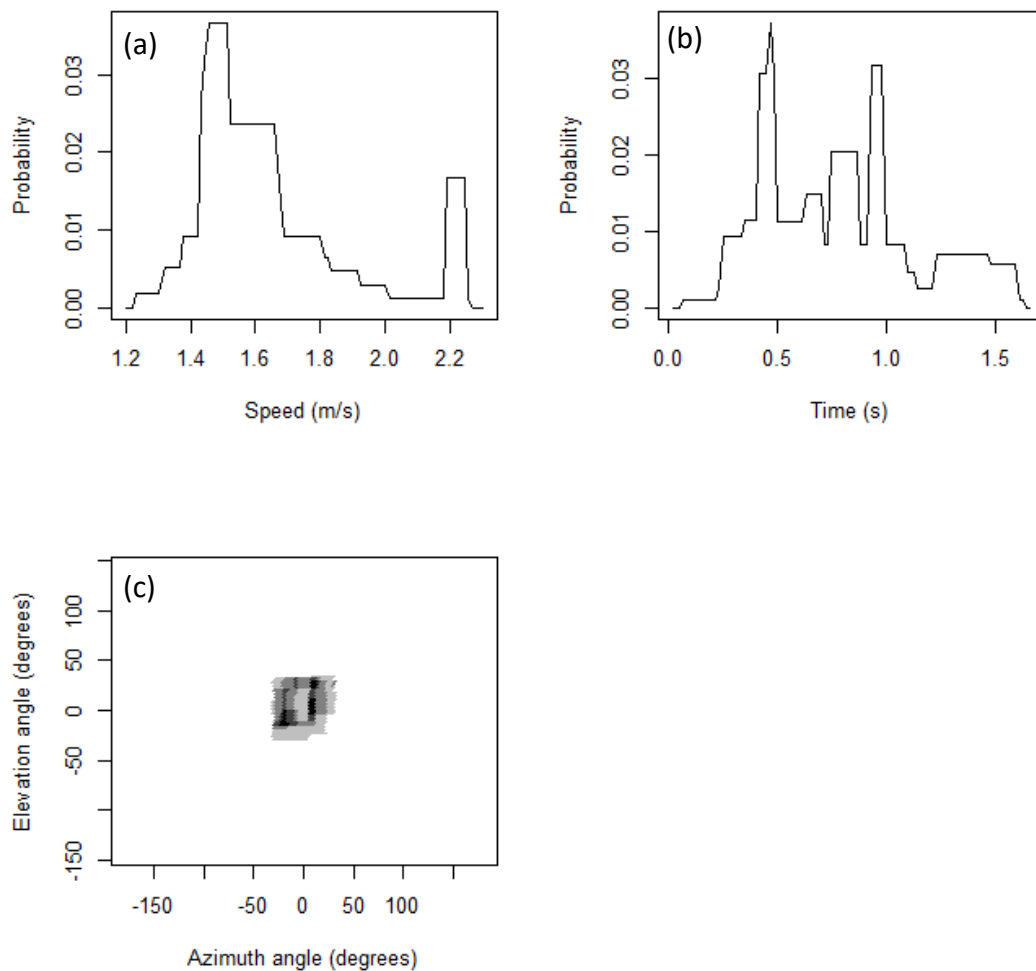 (a)
Probability
0.00 0.01 0.02 0.03
1.2 1.4 1.6 1.8 2.0 2.2
Speed (m/s)
(b)
Probability
0.00 0.01 0.02 0.03
0.0 0.5 1.0 1.5
Time (s)
(c)
Elevation angle (degrees)
-150 -50 0 50 100
-150 -50 0 50 100
Azimuth angle (degrees)